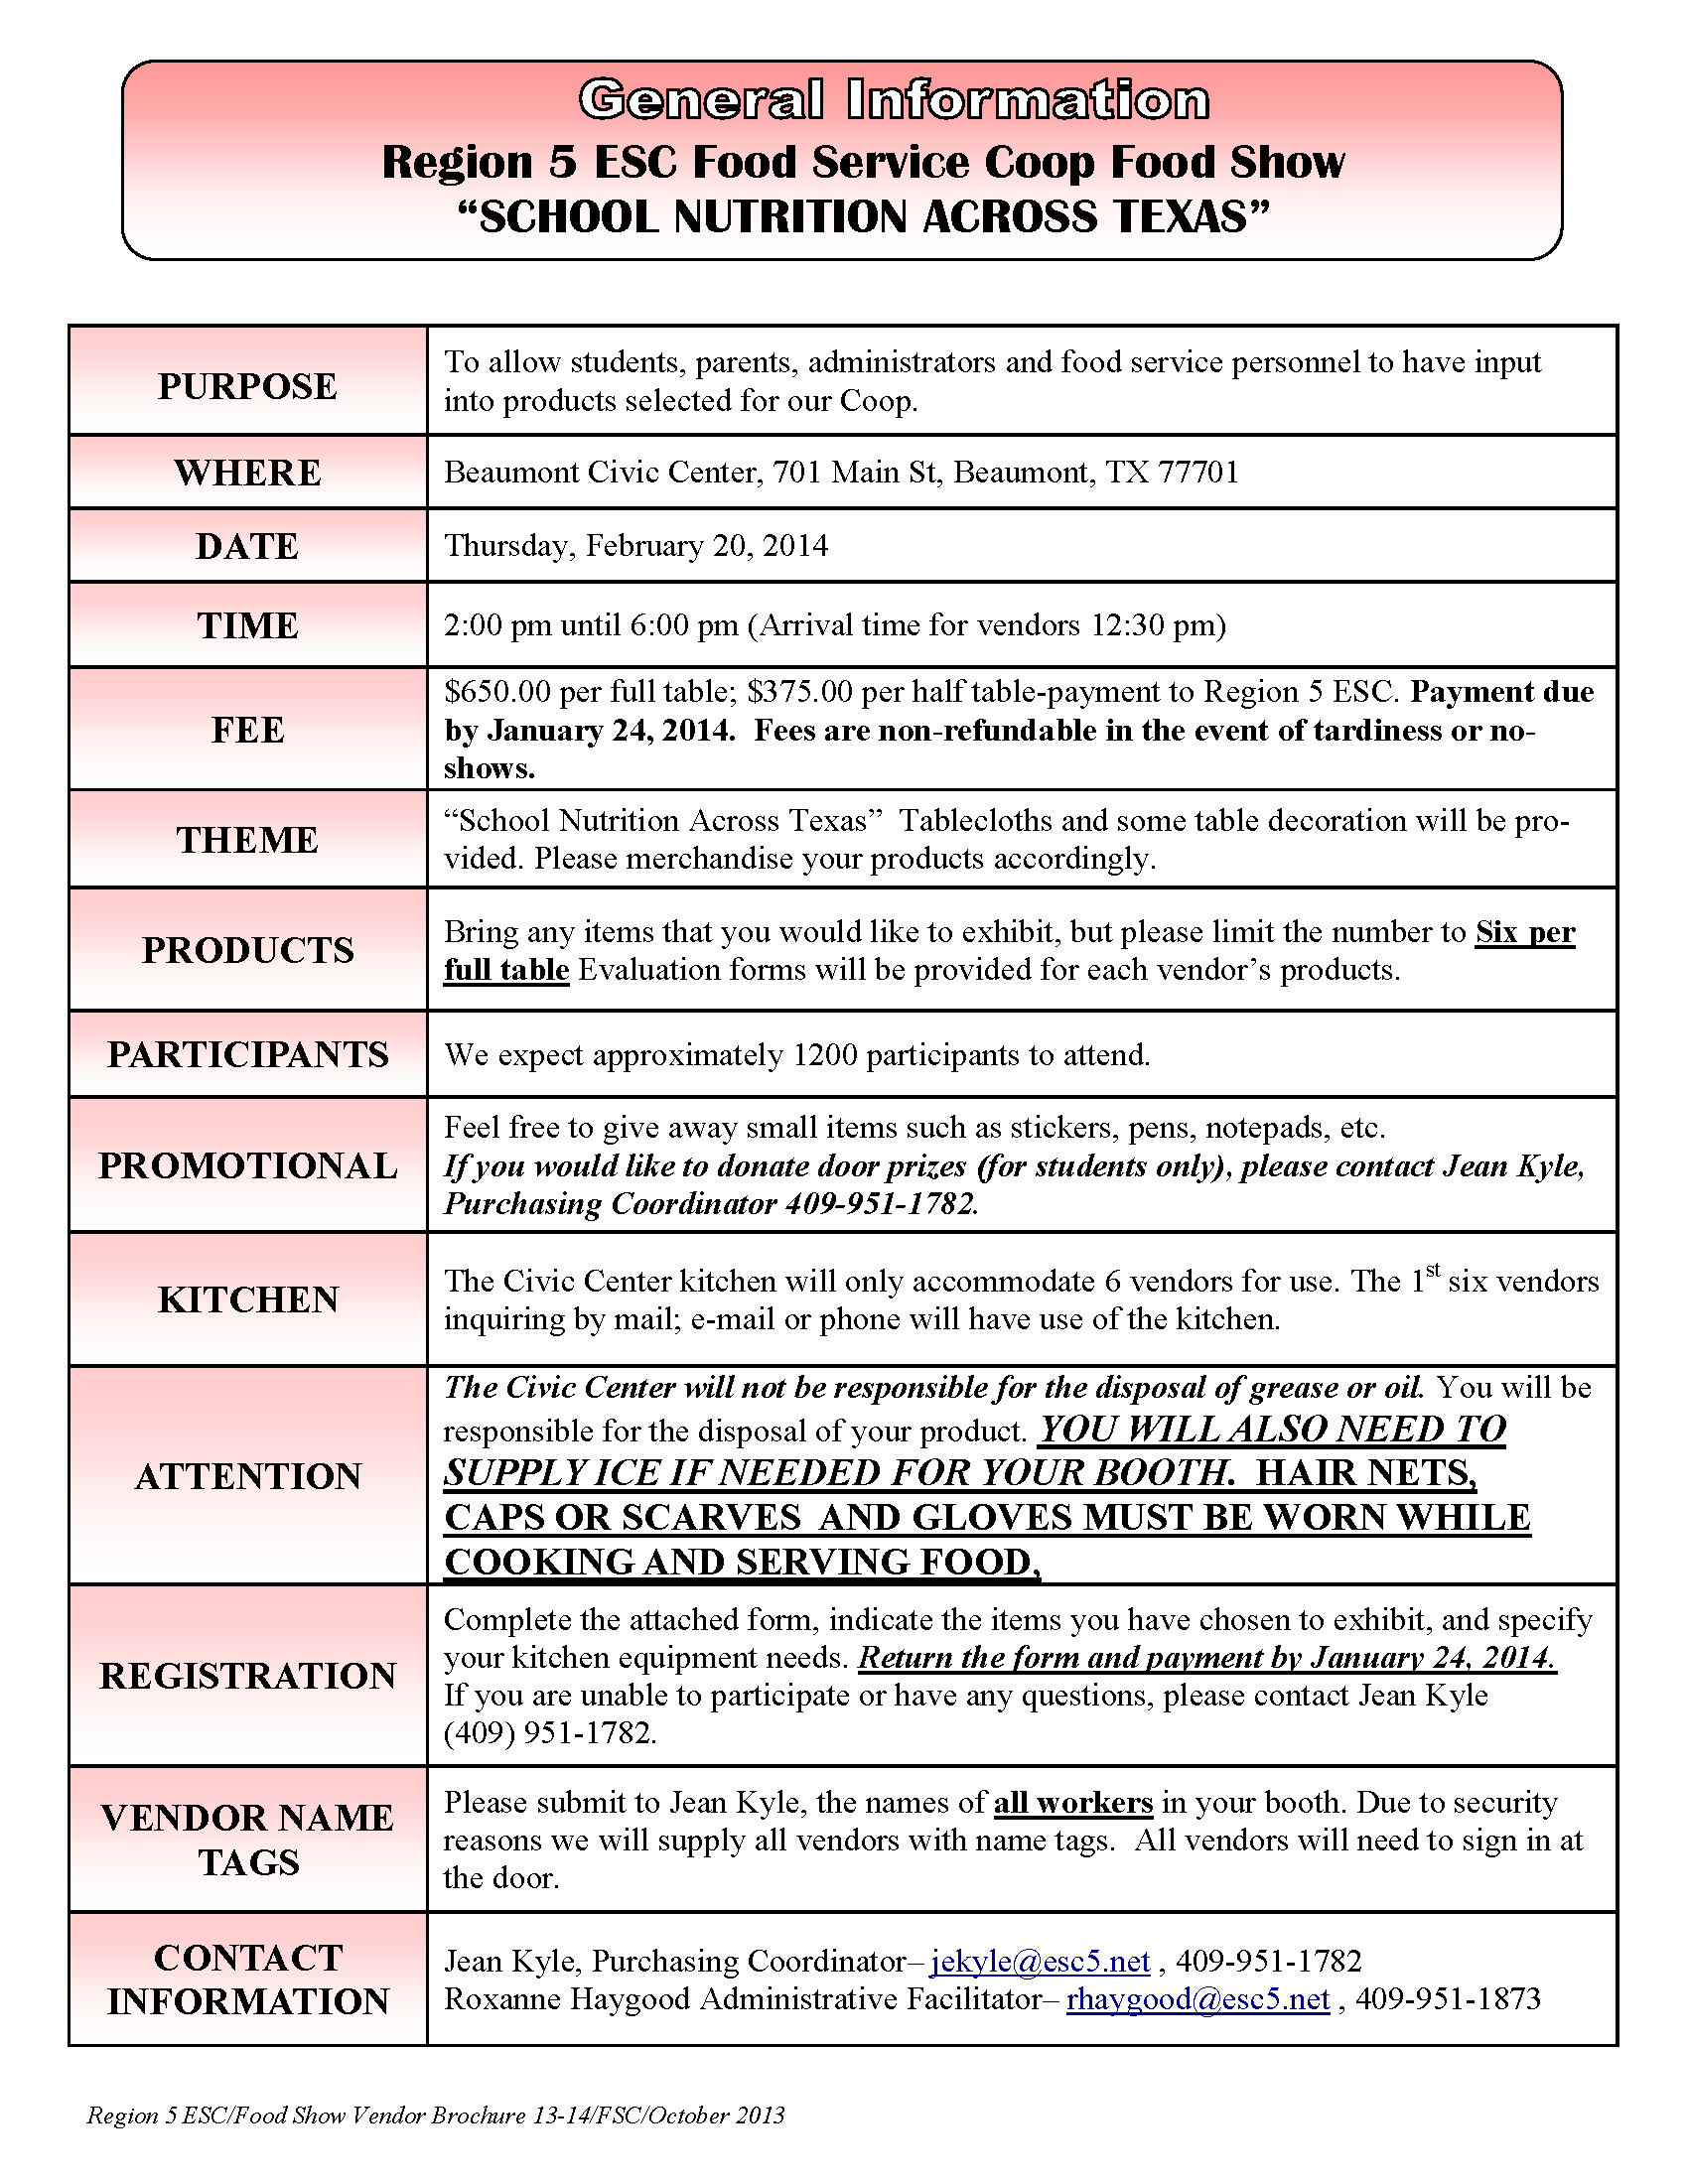 General Information
Region 5 ESC Food Service Coop Food Show
“SCHOOL NUTRITION ACROSS TEXAS”
PURPOSE
To allow students, parents, administrators and food service personnel to have input
into products selected for our Coop.
WHERE
Beaumont Civic Center, 701 Main St, Beaumont, TX 77701
DATE
Thursday, February 20, 2014
TIME
2:00 pm until 6:00 pm (Arrival time for vendors 12:30 pm)
FEE
$650.00 per full table; $375.00 per half table-payment to Region 5 ESC. Payment due
by January 24, 2014.  Fees are non-refundable in the event of tardiness or no-
shows.
THEME
“School Nutrition Across Texas”  Tablecloths and some table decoration will be pro-
vided. Please merchandise your products accordingly.
PRODUCTS
Bring any items that you would like to exhibit, but please limit the number to Six per
full table Evaluation forms will be provided for each vendor’s products.
PARTICIPANTS
We expect approximately 1200 participants to attend.
PROMOTIONAL
Feel free to give away small items such as stickers, pens, notepads, etc.
If you would like to donate door prizes (for students only), please contact Jean Kyle,
Purchasing Coordinator 409-951-1782.
KITCHEN
The Civic Center kitchen will only accommodate 6 vendors for use. The 1st six vendors
inquiring by mail; e-mail or phone will have use of the kitchen.
ATTENTION
The Civic Center will not be responsible for the disposal of grease or oil. You will be
responsible for the disposal of your product. YOU WILL ALSO NEED TO
SUPPLY ICE IF NEEDED FOR YOUR BOOTH.  HAIR NETS,
CAPS OR SCARVES  AND GLOVES MUST BE WORN WHILE
COOKING AND SERVING FOOD,
REGISTRATION
Complete the attached form, indicate the items you have chosen to exhibit, and specify
your kitchen equipment needs. Return the form and payment by January 24, 2014.
If you are unable to participate or have any questions, please contact Jean Kyle
(409) 951-1782.
VENDOR NAME
TAGS
Please submit to Jean Kyle, the names of all workers in your booth. Due to security
reasons we will supply all vendors with name tags.  All vendors will need to sign in at
the door.
CONTACT
INFORMATION
Jean Kyle, Purchasing Coordinator– jekyle@esc5.net , 409-951-1782
Roxanne Haygood Administrative Facilitator– rhaygood@esc5.net , 409-951-1873
Region 5 ESC/Food Show Vendor Brochure 13-14/FSC/October 2013